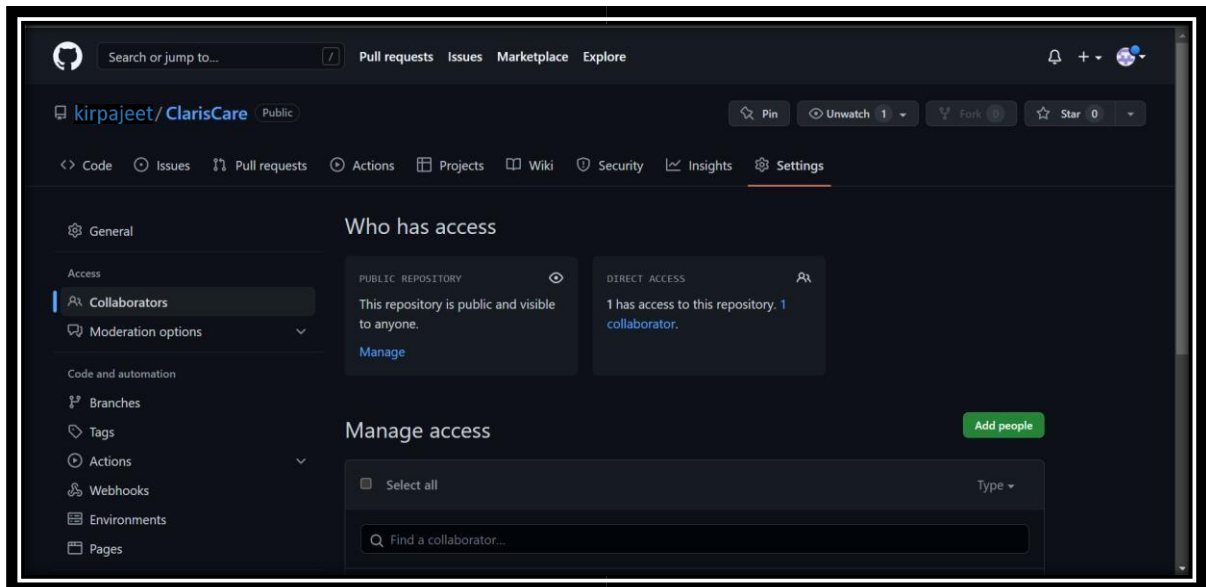 Search or jump to... / Pull requests Issues Marketplace Explore
kirpajeet/ClarisCare Public Pin Unwatch 1 Fork 0 Star 0
Code Issues Pull requests Actions Projects Wiki Security Insights Settings
General
Access
Collaborators
Moderation options
Code and automation
Branches
Tags
Actions
Webhooks
Environments
Pages
Who has access
PUBLIC REPOSITORY
This repository is public and visible
to anyone.
Manage
DIRECT ACCESS
1 has access to this repository. 1
collaborator.
Manage access
Add people
Select all
Type
Find a collaborator...